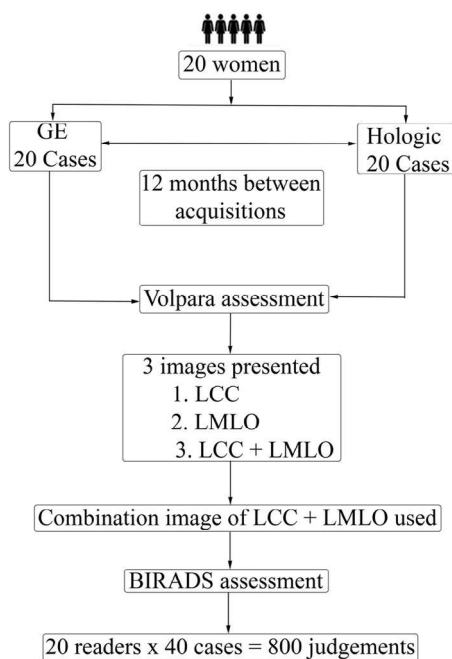 20 women
GE
20 Cases
Hologic
20 Cases
12 months between
acquisitions
Volpara assessment
3 images presented
1. LCC
2. LMLO
3. LCC + LMLO
Combination image of LCC + LMLO used
BIRADS assessment
20 readers x 40 cases = 800 judgements